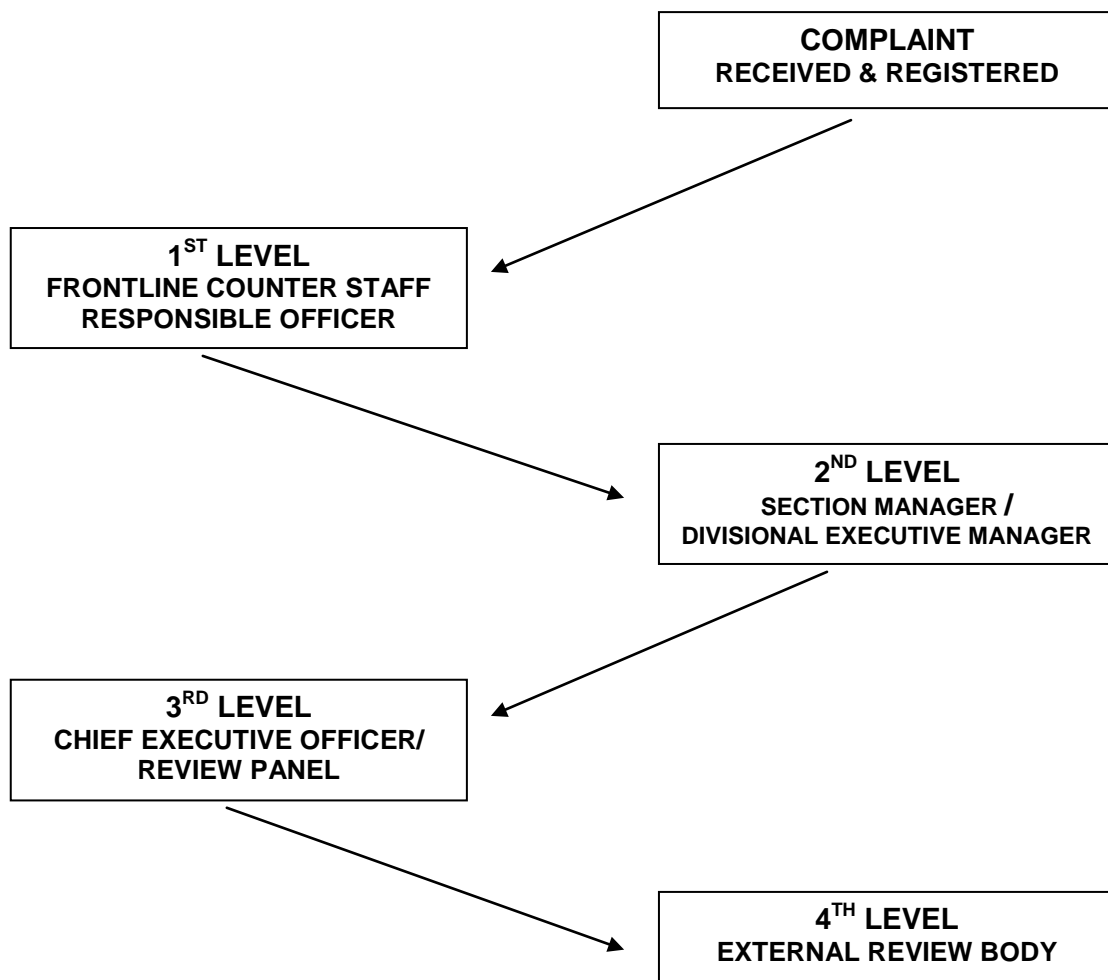 COMPLAINT
RECEIVED & REGISTERED
1ST LEVEL
FRONTLINE COUNTER STAFF
RESPONSIBLE OFFICER
2ND LEVEL
SECTION MANAGER /
DIVISIONAL EXECUTIVE MANAGER
3RD LEVEL
CHIEF EXECUTIVE OFFICER/
REVIEW PANEL
4TH LEVEL
EXTERNAL REVIEW BODY